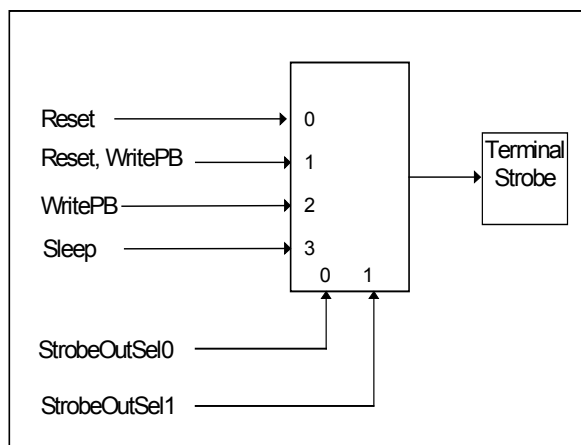 Reset
0
Reset, WritePB
1
WritePB
2
Sleep
3
0 1
Terminal
Strobe
StrobeOutSel0
StrobeOutSel1